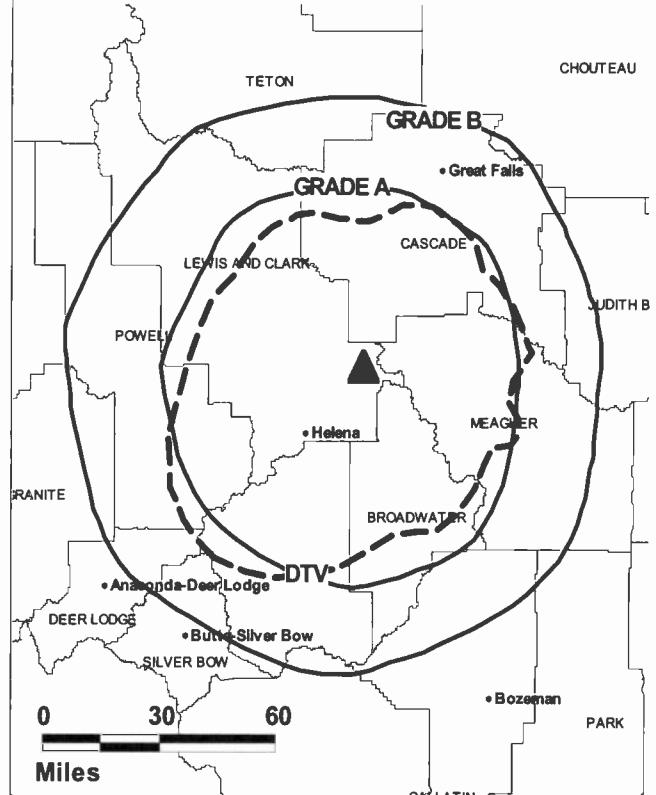 TETON
CHOUTEAU
GRADE B
Great Falls
GRADE A
CASCADE
LEWIS AND CLARK
JUDITH B
POWELL
MEAGHER
Helena
RANITE
BROADWATER
DTV
Anaconda-Deer Lodge
DEER LODGE
Butte-Silver Bow
SILVER BOW
Bozeman
0 30 60
PARK
Miles